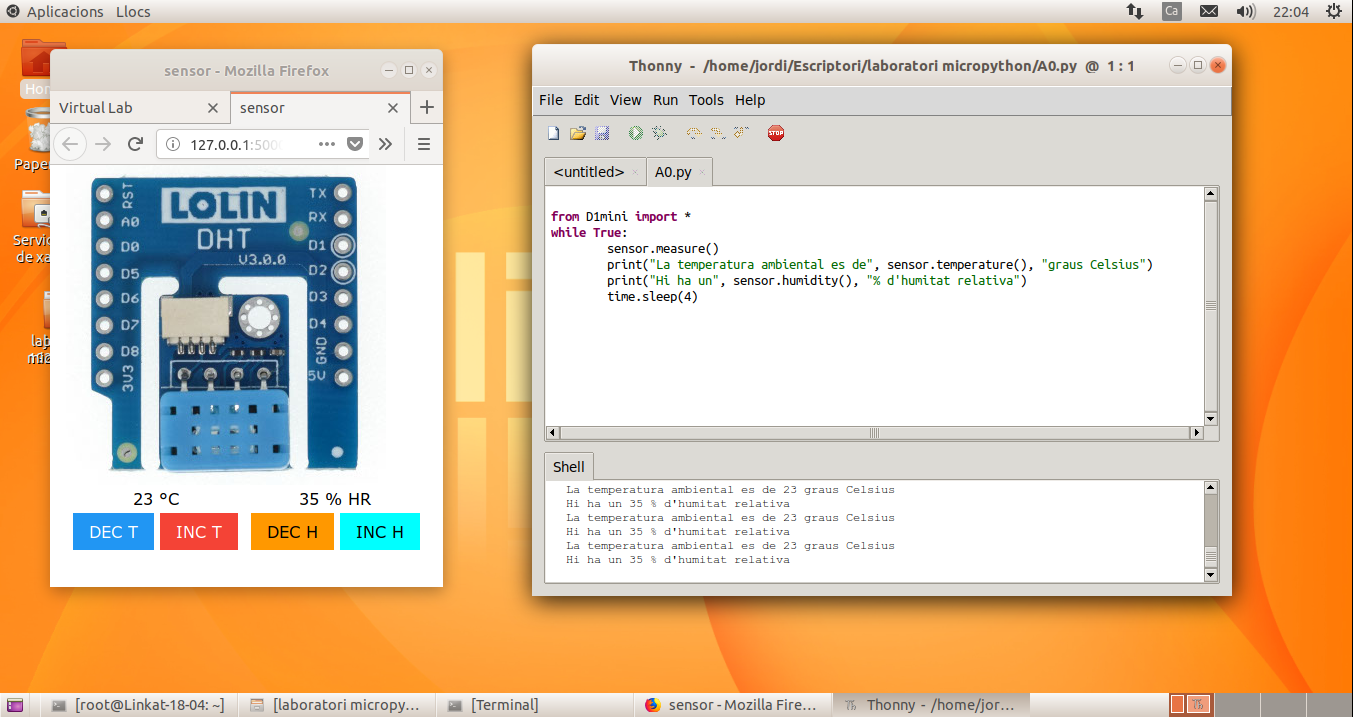 Aplicacions Llocs
Ca 22:04
sensor - Mozilla Firefox
Virtual Lab
sensor
127.0.0.1:500
RST
A0
D0
D5
D6
D7
D8
3V3
LOLIN
DHT
V3.0.0
TX
RX
D1
D2
D3
D4
GND
5V
23 ºC 35 % HR
DEC T INC T DEC H INC H
Pape
Servic
de xa
Thonny - /home/jordi/Escriptori/laboratori micropython/A0.py @ 1 : 1
File Edit View Run Tools Help
STOP
<untitled> A0.py
from D1mini import *
while True:
sensor.measure()
print("La temperatura ambiental es de", sensor.temperature(), "graus Celsius")
print("Hi ha un", sensor.humidity(), "% d'humitat relativa")
time.sleep(4)
Shell
La temperatura ambiental es de 23 graus Celsius
Hi ha un 35 % d'humitat relativa
La temperatura ambiental es de 23 graus Celsius
Hi ha un 35 % d'humitat relativa
La temperatura ambiental es de 23 graus Celsius
Hi ha un 35 % d'humitat relativa
[root@Linkat-18-04: ~] [laboratori micropy... [Terminal] sensor - Mozilla Fire... Thonny - /home/jor...